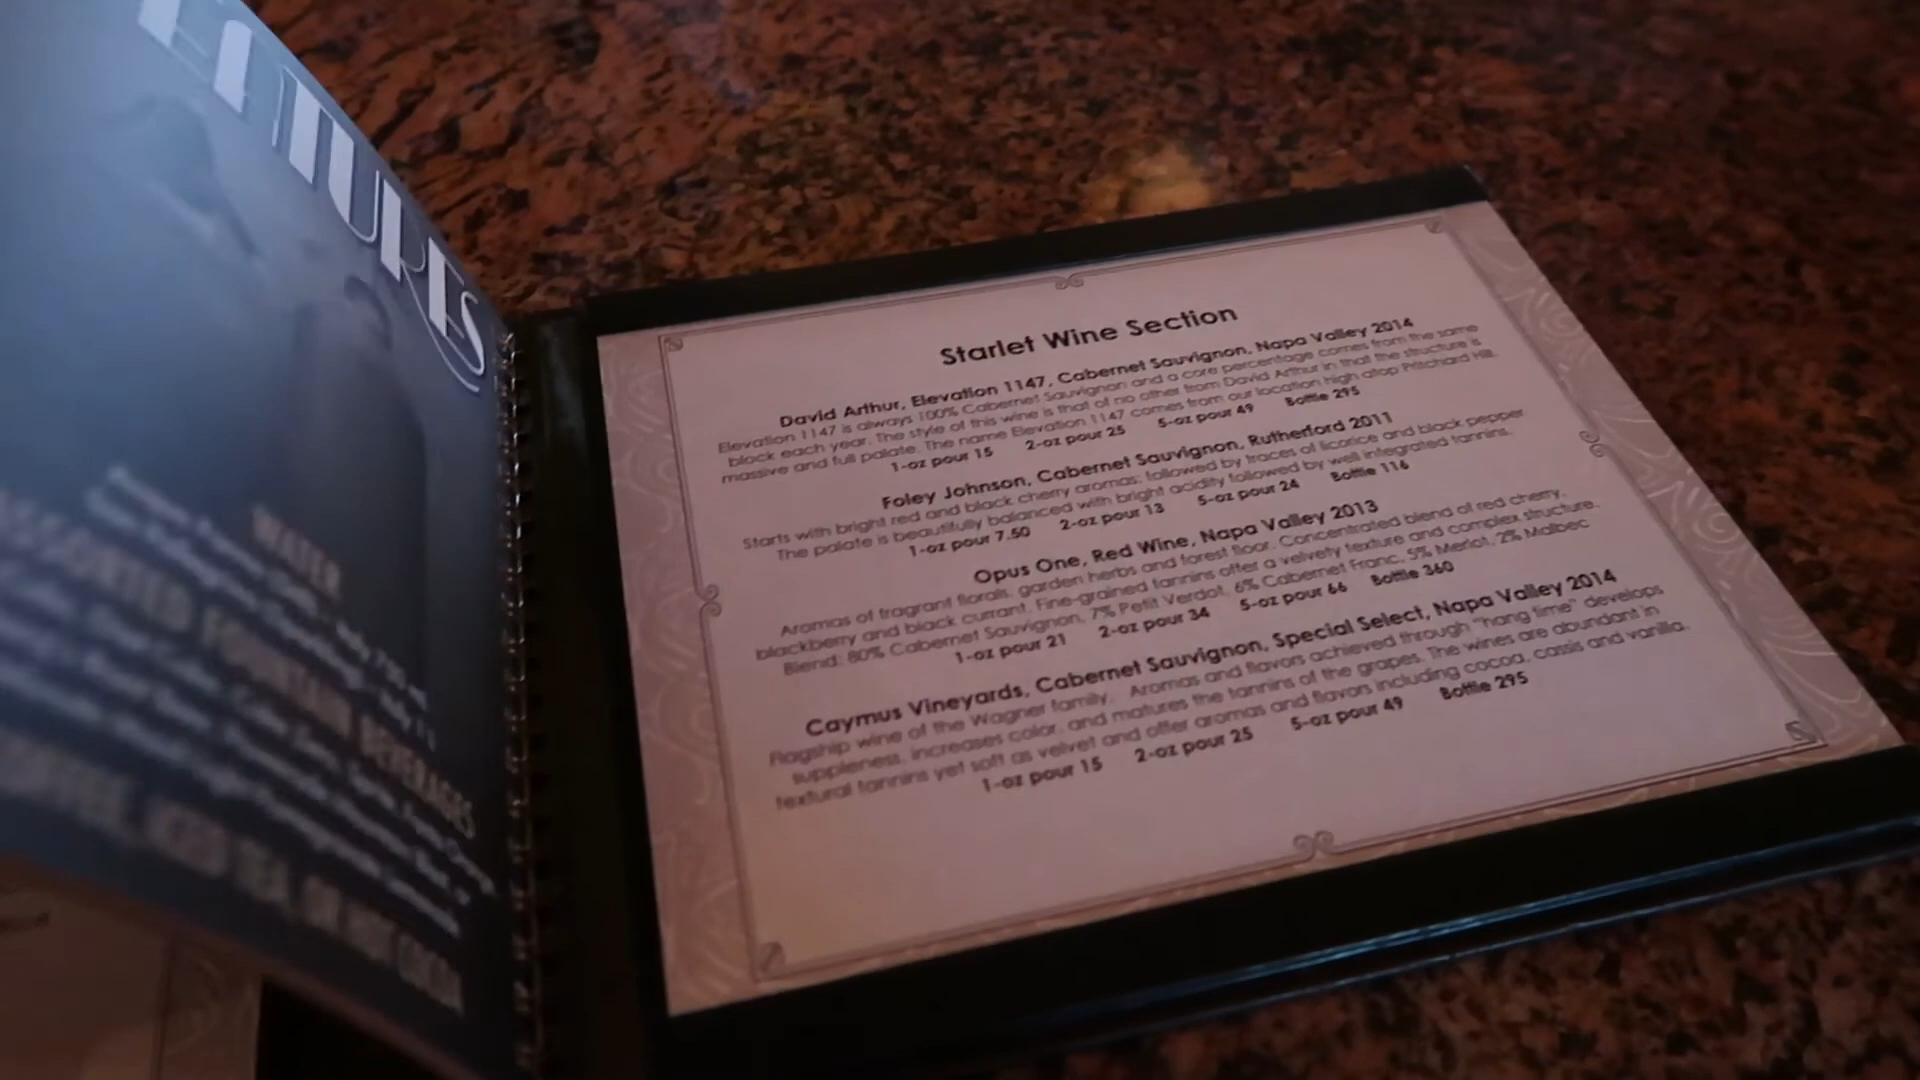 TURES
WATER
ASSORTED FOUNTAIN BEVERAGES
COFFEE, ICED TEA, OR HOT COCOA
Starlet Wine Section
David Arthur, Elevation 1147, Cabernet Sauvignon, Napa Valley 2014
Elevation 1147 is always 100% Cabernet Sauvignon and a core percentage comes from the same
block each year. The style of this wine is that of no other from David Arthur in that the structure is
massive and full palate. The name Elevation 1147 comes from our location high atop Pritchard Hill.
1-oz pour 15 2-oz pour 25 5-oz pour 49 Bottle 295
Foley Johnson, Cabernet Sauvignon, Rutherford 2011
Starts with bright red and black cherry aromas; followed by traces of licorice and black pepper
The palate is beautifully balanced with bright acidity followed by well integrated tannins.
1-oz pour 7.50 2-oz pour 13 5-oz pour 24 Bottle 116
Opus One, Red Wine, Napa Valley 2013
Aromas of fragrant florals, garden herbs and forest floor. Concentrated blend of red cherry,
blackberry and black currant. Fine-grained tannins offer a velvety texture and complex structure.
Blend: 80% Cabernet Sauvignon, 7% Petit Verdot, 6% Cabernet Franc, 5% Merlot, 2% Malbec
1-oz pour 21 2-oz pour 34 5-oz pour 66 Bottle 360
Caymus Vineyards, Cabernet Sauvignon, Special Select, Napa Valley 2014
Flagship wine of the Wagner family. Aromas and flavors achieved through "hang time" develops
suppleness, increases color, and matures the tannins of the grapes. The wines are abundant in
textural tannins yet soft as velvet and offer aromas and flavors including cocoa, cassis and vanilla.
1-oz pour 15 2-oz pour 25 5-oz pour 49 Bottle 295